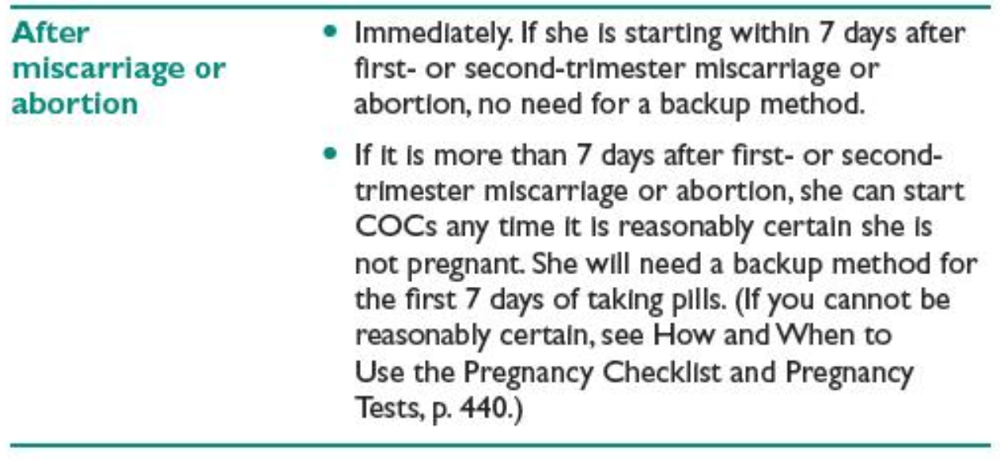 After
miscarriage or
abortion
• Immediately. If she is starting within 7 days after
first- or second-trimester miscarriage or
abortion, no need for a backup method.
• If it is more than 7 days after first- or second-
trimester miscarriage or abortion, she can start
COCs any time it is reasonably certain she is
not pregnant. She will need a backup method for
the first 7 days of taking pills. (If you cannot be
reasonably certain, see How and When to
Use the Pregnancy Checklist and Pregnancy
Tests, p. 440.)